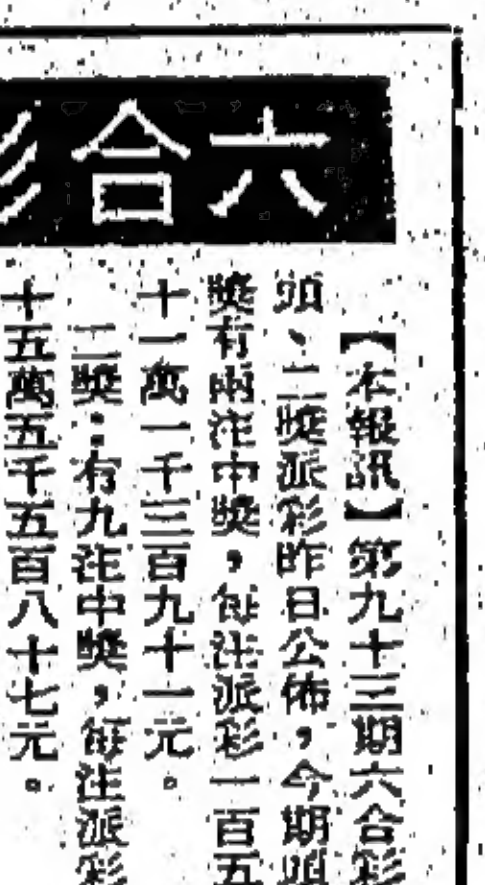 六合彩
【本報訊】第九十三期六合彩
頭、二獎派彩昨日公佈，今期頭
獎有兩注中獎，每注派彩一百五
十一萬一千三百九十一元。
二獎：有九注中獎，每注派彩
十五萬五千五百八十七元。